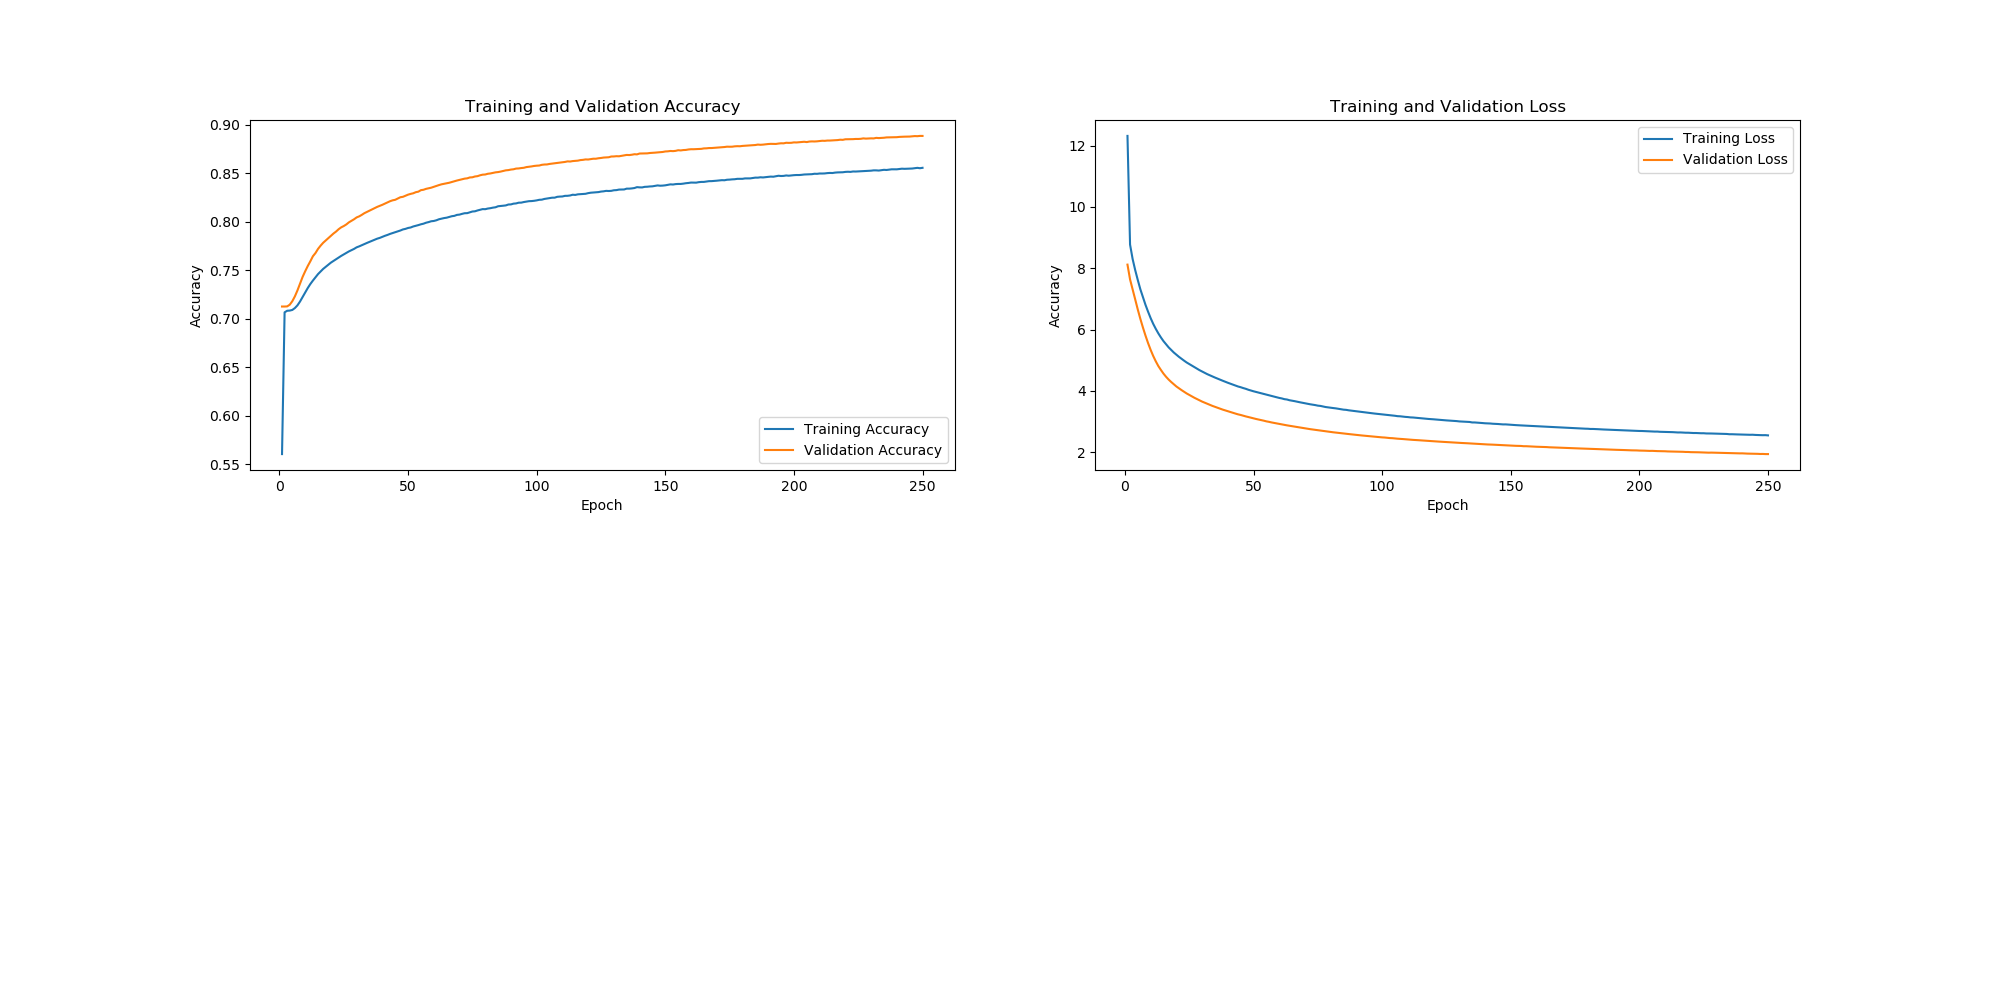 Training and Validation Accuracy
0.90
0.85
0.80
0.75
0.70
0.65
0.60
0.55
Accuracy
Training Accuracy
Validation Accuracy
0 50 100 150 200 250
Epoch
Training and Validation Loss
12
10
8
6
4
2
Accuracy
Training Loss
Validation Loss
0 50 100 150 200 250
Epoch